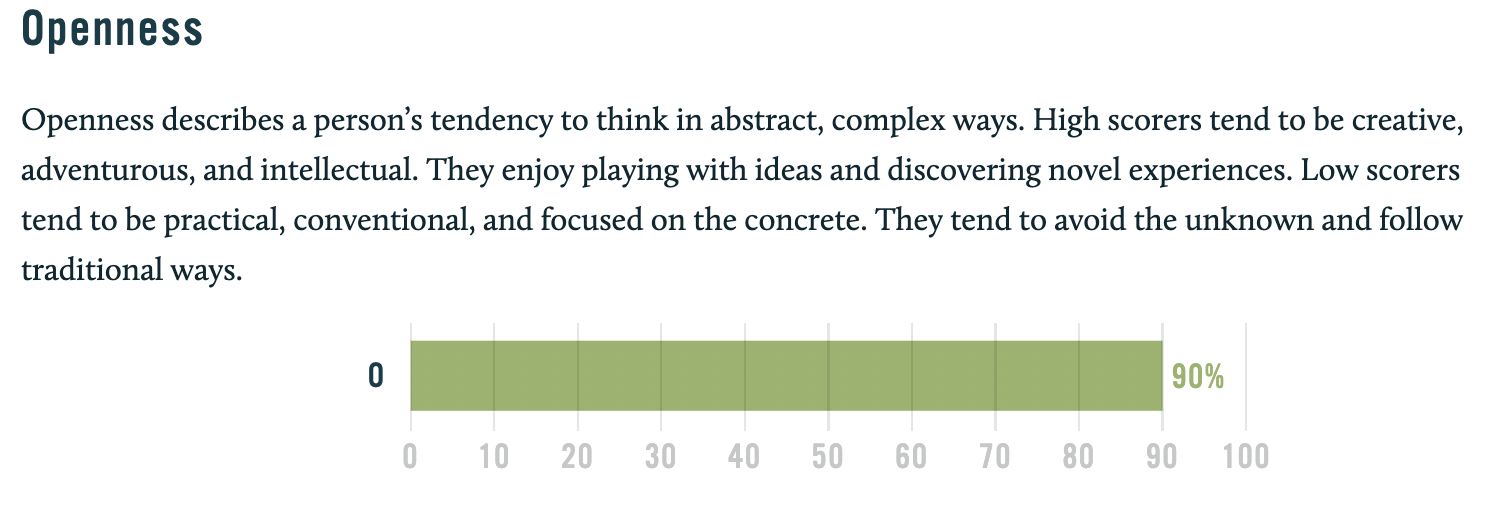 Openness
Openness describes a person’s tendency to think in abstract, complex ways. High scorers tend to be creative,
adventurous, and intellectual. They enjoy playing with ideas and discovering novel experiences. Low scorers
tend to be practical, conventional, and focused on the concrete. They tend to avoid the unknown and follow
traditional ways.
O 90%
0 10 20 30 40 50 60 70 80 90 100